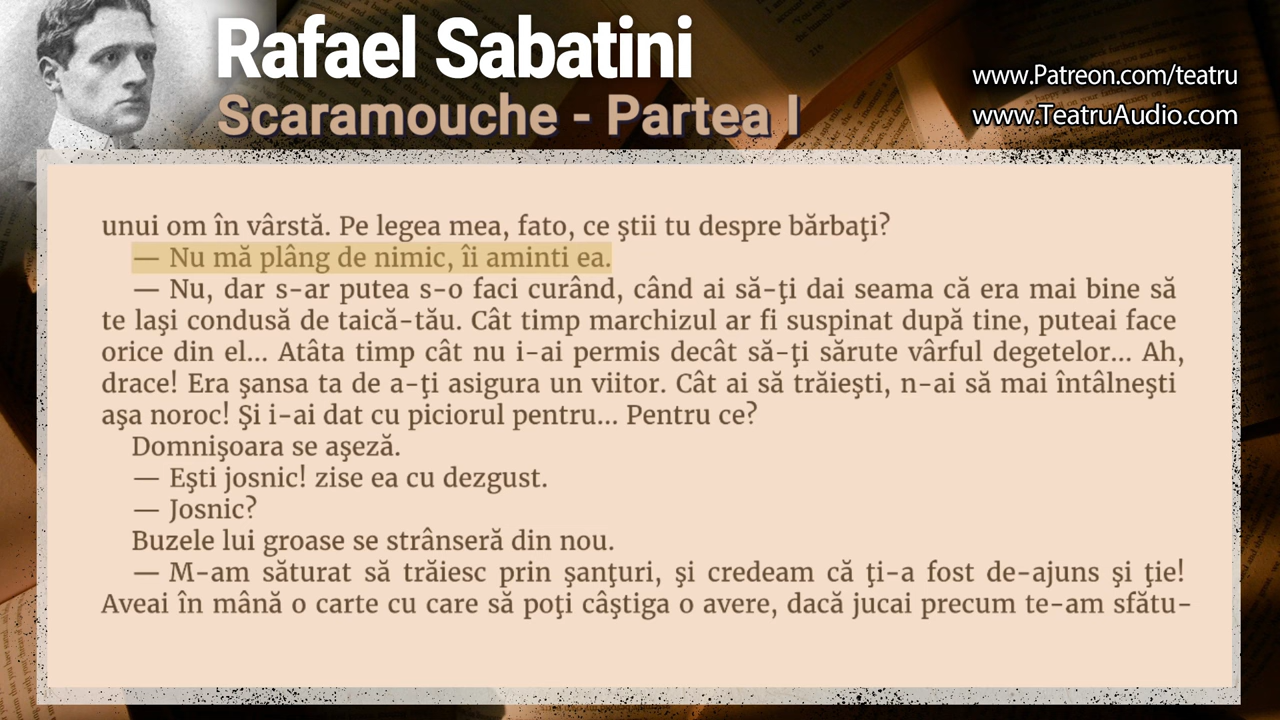 Rafael Sabatini
Scaramouche - Partea I
www.Patreon.com/teatru
www.TeatruAudio.com
unui om în vârstă. Pe legea mea, fato, ce ştii tu despre bărbaţi?
— Nu mă plâng de nimic, îi aminti ea.
— Nu, dar s-ar putea s-o faci curând, când ai să-ţi dai seama că era mai bine să
te laşi condusă de taică-tău. Cât timp marchizul ar fi suspinat după tine, puteai face
orice din el... Atâta timp cât nu i-ai permis decât să-ţi sărute vârful degetelor... Ah,
drace! Era şansa ta de a-ţi asigura un viitor. Cât ai să trăieşti, n-ai să mai întâlneşti
aşa noroc! Şi i-ai dat cu piciorul pentru... Pentru ce?
Domnişoara se aşeză.
— Eşti josnic! zise ea cu dezgust.
— Josnic?
Buzele lui groase se strânseră din nou.
— M-am săturat să trăiesc prin şanţuri, şi credeam că ţi-a fost de-ajuns şi ţie!
Aveai în mână o carte cu care să poţi câştiga o avere, dacă jucai precum te-am sfătu-